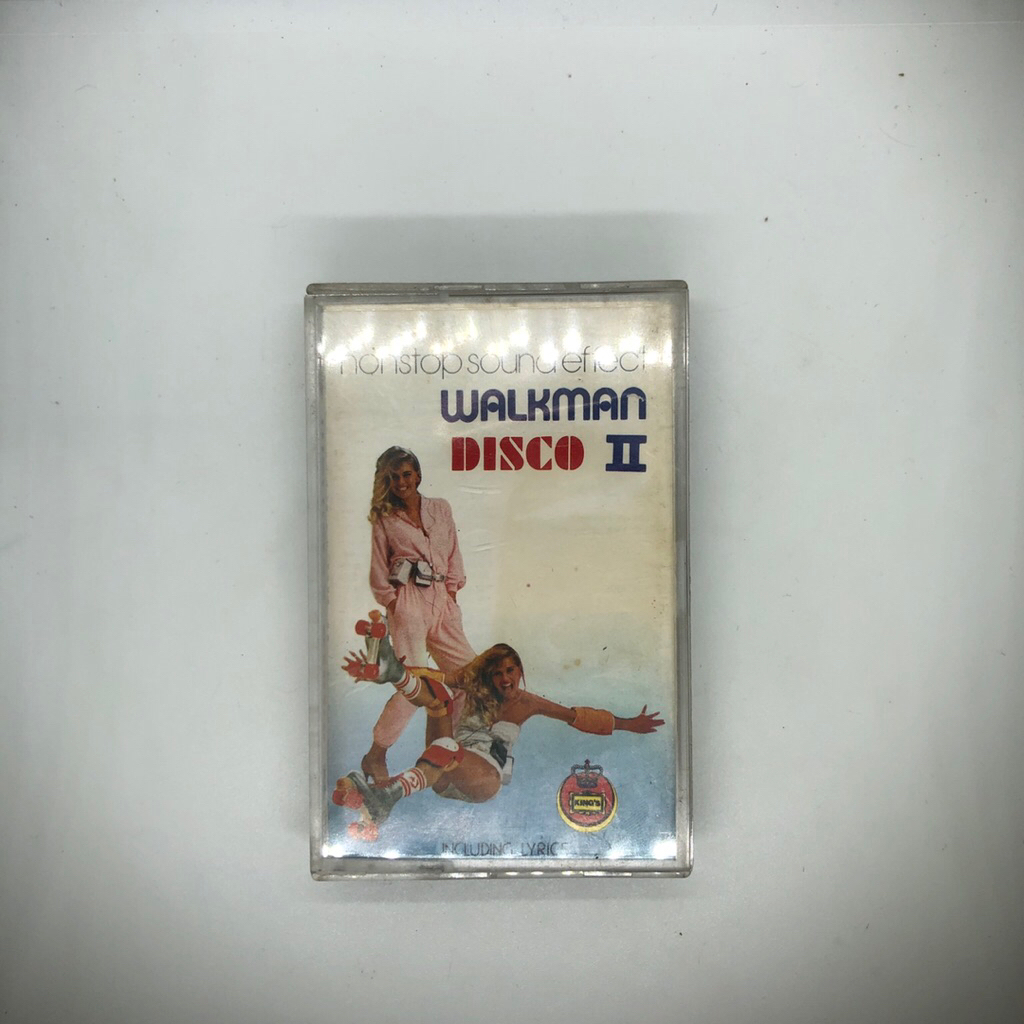 nonstop sound effect
WALKMAN
DISCO II
KING'S
INCLUDING LYRICS